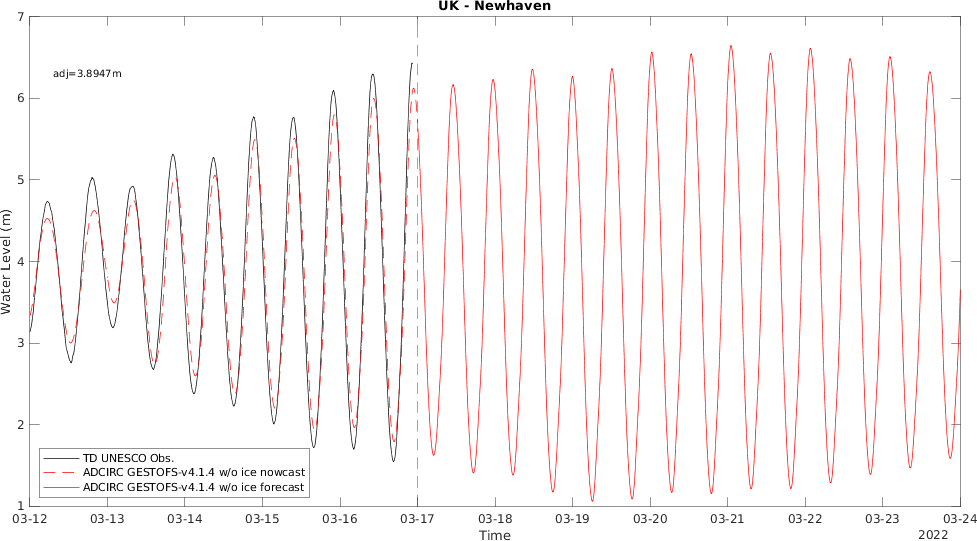 UK - Newhaven
7
adj=3.8947m
6
5
4
3
2
1
Water Level (m)
TD UNESCO Obs.
ADCIRC GESTOFS-v4.1.4 w/o ice nowcast
ADCIRC GESTOFS-v4.1.4 w/o ice forecast
03-12 03-13 03-14 03-15 03-16 03-17 03-18 03-19 03-20 03-21 03-22 03-23 03-24
Time
2022